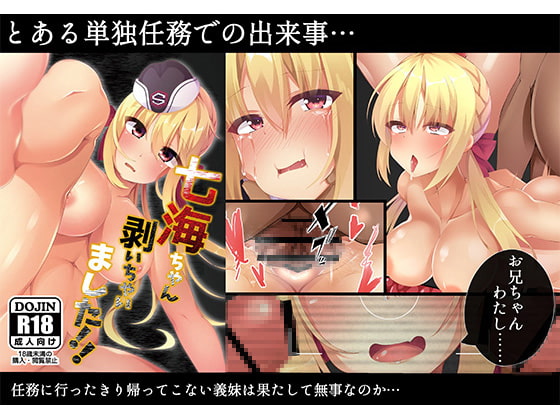 とある単独任務での出来事…
七海ちゃん
剥いちゃい
ました!!
お兄ちゃん
わたし……
DOJIN
R18
成人向け
18歳未満の
購入・閲覧禁止
任務に行ったきり帰ってこない義妹は果たして無事なのか…